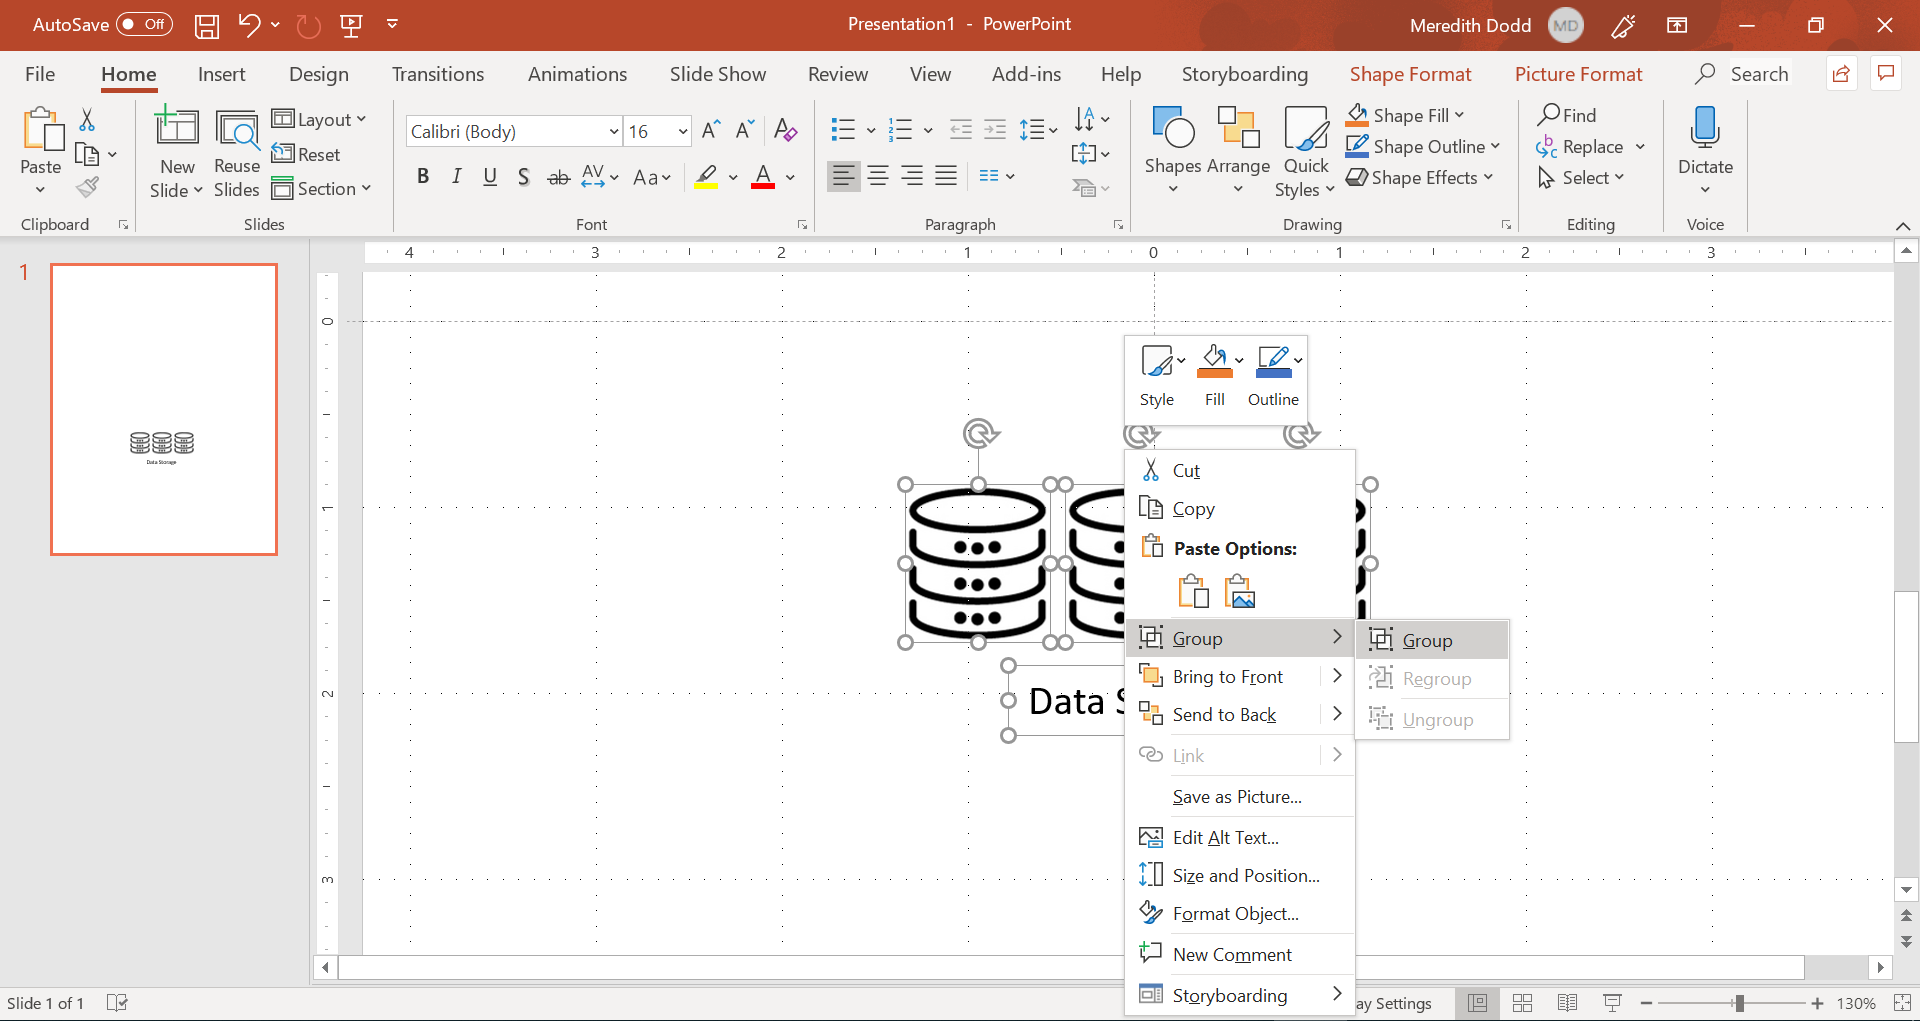 AutoSave Off
Presentation1 - PowerPoint
Meredith Dodd MD
File Home Insert Design Transitions Animations Slide Show Review View Add-ins Help Storyboarding Shape Format Picture Format Search
Paste
Clipboard
New Slide
Reuse Slides
Layout
Reset
Section
Slides
Calibri (Body) 16
B I U S ab AV Aa A
Font
Paragraph
Shapes
Arrange
Quick Styles
Shape Fill
Shape Outline
Shape Effects
Drawing
Find
Replace
Select
Editing
Dictate
Voice
4 3 2 1 0 1 2 3
1
Data Storage
0
1
2
3
Style Fill Outline
Data S
Cut
Copy
Paste Options:
Group
Bring to Front
Send to Back
Link
Save as Picture...
Edit Alt Text...
Size and Position...
Format Object...
New Comment
Storyboarding
Group
Regroup
Ungroup
Slide 1 of 1
ay Settings
130%